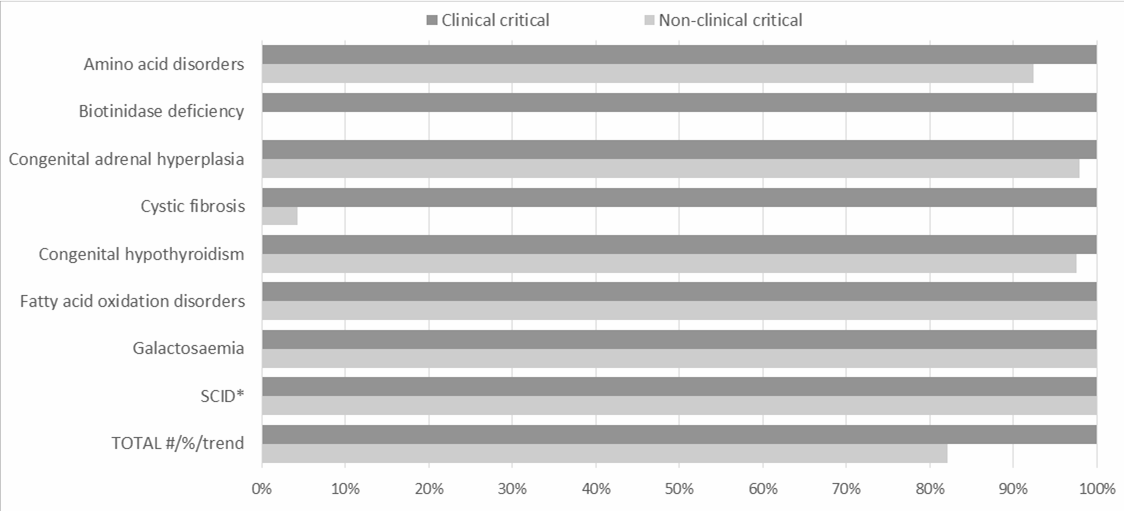 Clinical critical Non-clinical critical
Amino acid disorders
Biotinidase deficiency
Congenital adrenal hyperplasia
Cystic fibrosis
Congenital hypothyroidism
Fatty acid oxidation disorders
Galactosaemia
SCID*
TOTAL #/%/trend
0% 10% 20% 30% 40% 50% 60% 70% 80% 90% 100%